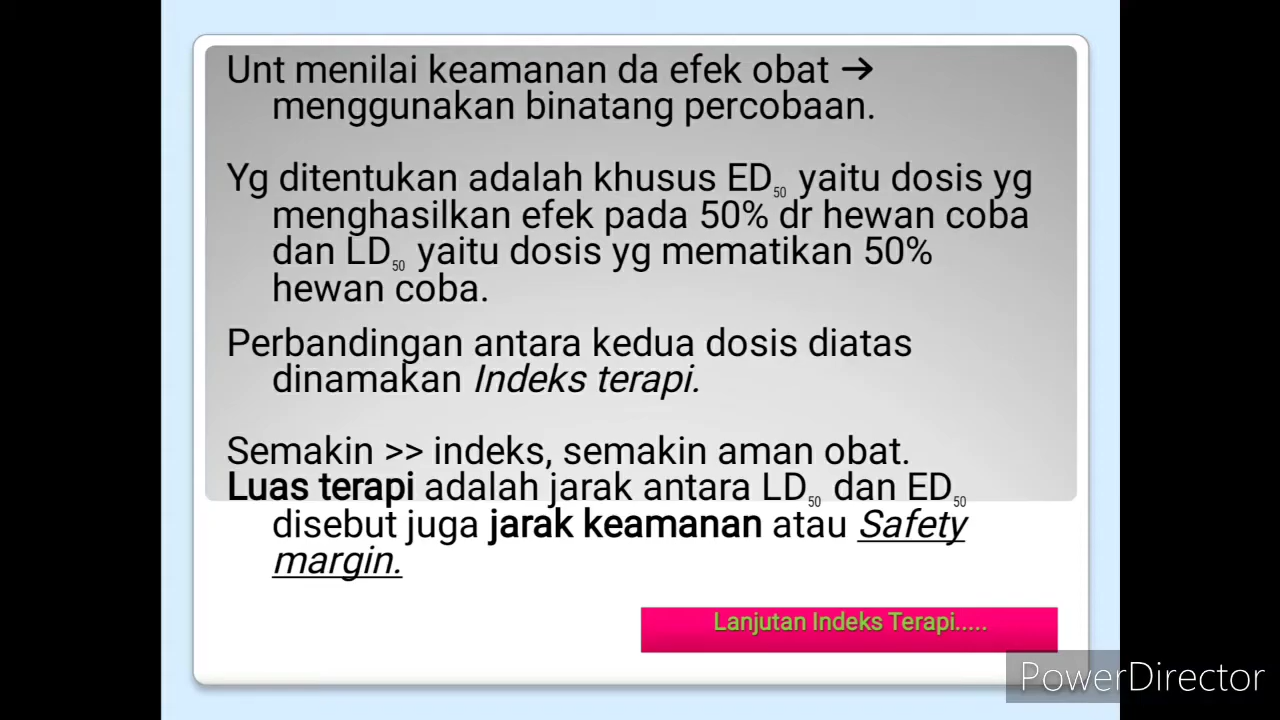 Unt menilai keamanan da efek obat →
menggunakan binatang percobaan.
Yg ditentukan adalah khusus ED50 yaitu dosis yg
menghasilkan efek pada 50% dr hewan coba
dan LD50 yaitu dosis yg mematikan 50%
hewan coba.
Perbandingan antara kedua dosis diatas
dinamakan Indeks terapi.
Semakin >> indeks, semakin aman obat.
Luas terapi adalah jarak antara LD50 dan ED50
disebut juga jarak keamanan atau Safety
margin.
Lanjutan Indeks Terapi.....
PowerDirector